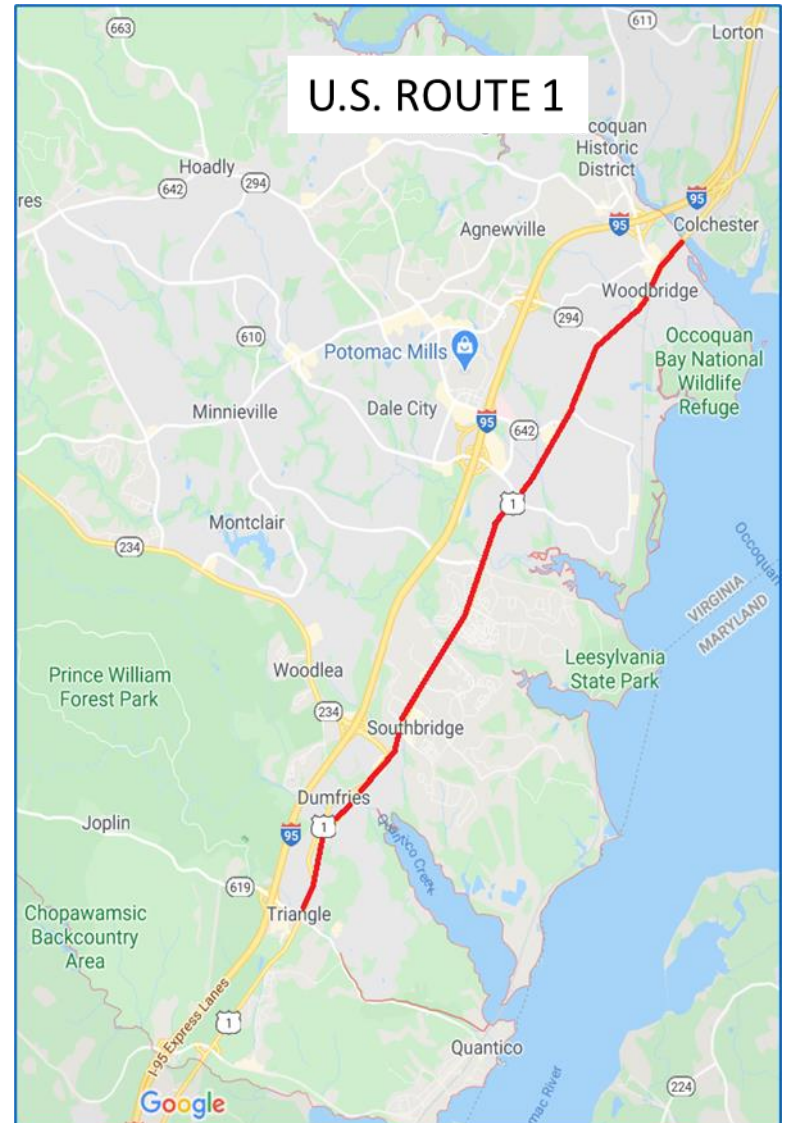 663
611
Lorton
U.S. ROUTE 1
coquan
Historic
District
Hoadly
642
294
res
95
95
Colchester
Agnewville
Woodbridge
294
610
Potomac Mills
Occoquan
Bay National
Wildlife
Refuge
Minnieville
Dale City
95
642
1
Montclair
234
Occoquan
VIRGINIA
MARYLAND
Leesylvania
State Park
Woodlea
Prince William
Forest Park
234
Southbridge
Dumfries
Joplin
95
1
Quantico Creek
619
Chopawamsic
Backcountry
Area
Triangle
I-95 Express Lanes
1
Quantico
224
mac River
Google